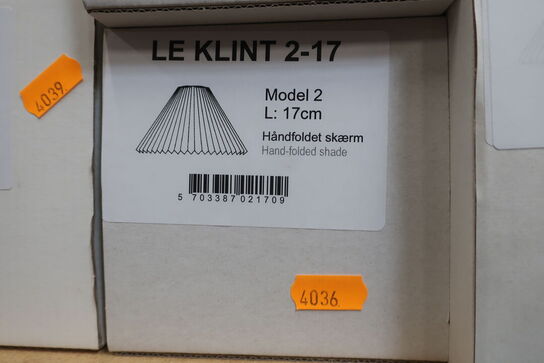 LE KLINT 2-17
Model 2
L: 17cm
Håndfoldet skærm
Hand-folded shade
5 703387 021709
4039.
4036.